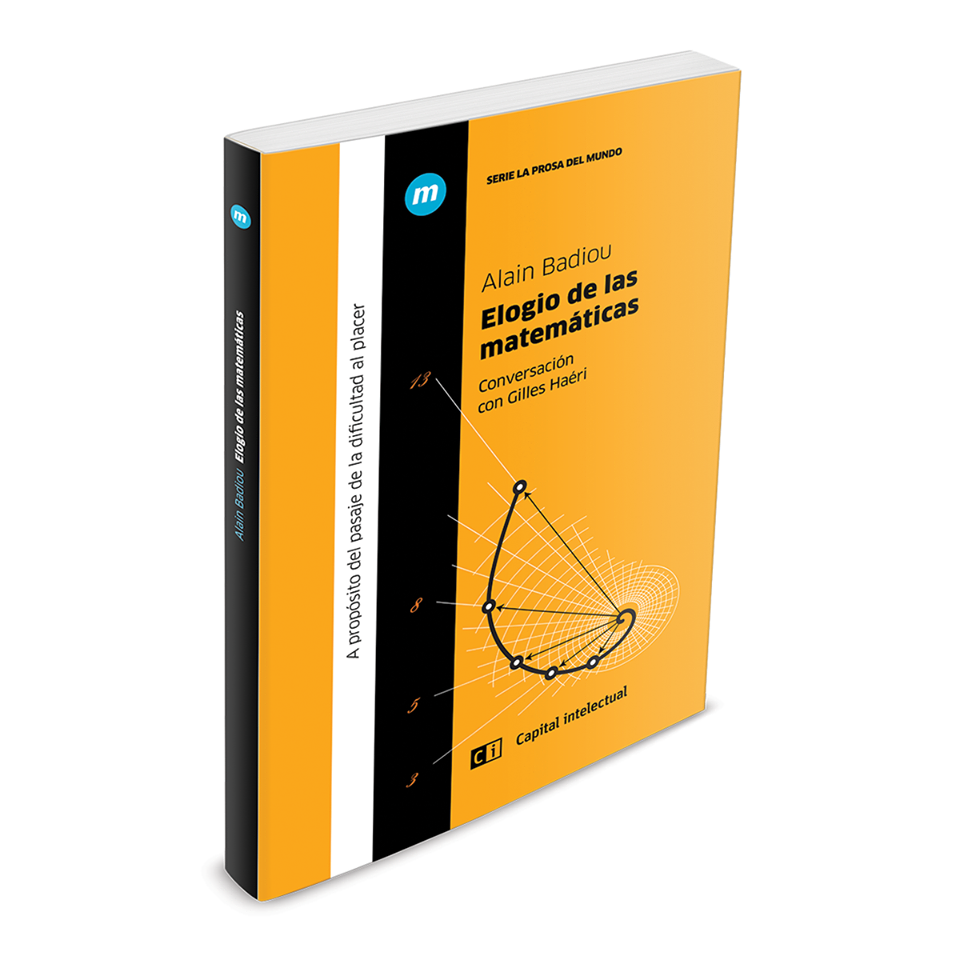 m
Alain Badiou Elogio de las matemáticas
A propósito del pasaje de la dificultad al placer
m
SERIE LA PROSA DEL MUNDO
Alain Badiou
Elogio de las
matemáticas
Conversación
con Gilles Haéri
13
8
5
3
Ci Capital intelectual